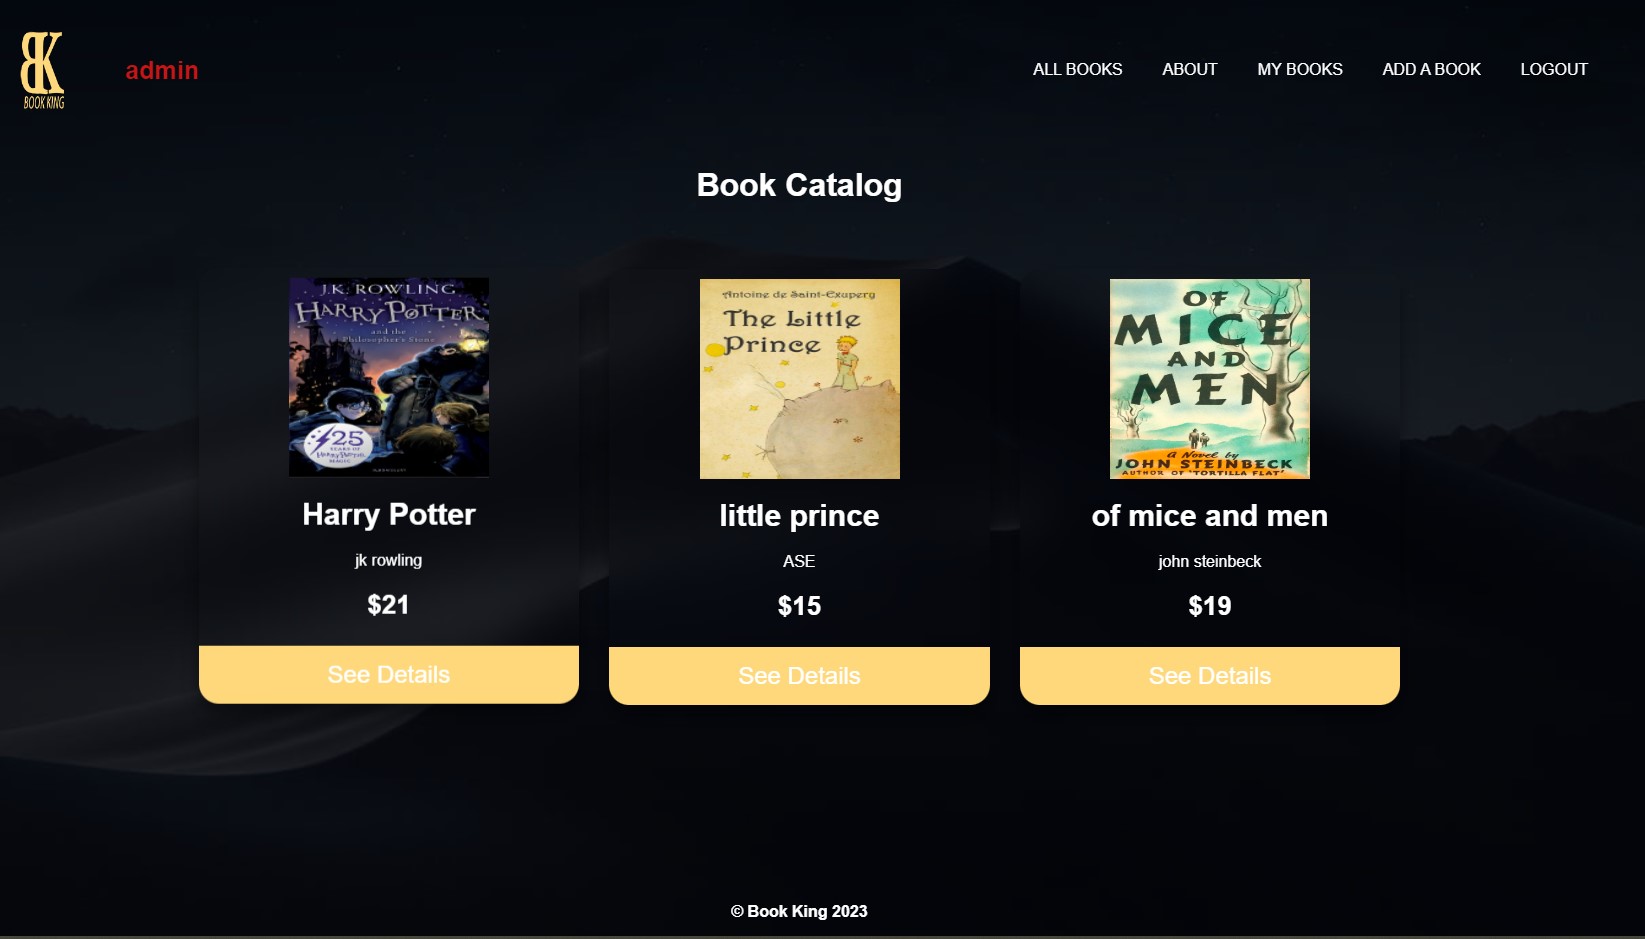 BK
BOOK KING
admin
ALL BOOKS ABOUT MY BOOKS ADD A BOOK LOGOUT
Book Catalog
J.K. ROWLING
HARRY POTTER
and the
Philosopher's Stone
25
YEARS OF
HARRY POTTER
MAGIC
Harry Potter
jk rowling
$21
See Details
Antoine de Saint-Exupery
The Little
Prince
little prince
ASE
$15
See Details
OF
MICE
AND
MEN
A Novel by
JOHN STEINBECK
AUTHOR OF "TORTILLA FLAT"
of mice and men
john steinbeck
$19
See Details
© Book King 2023